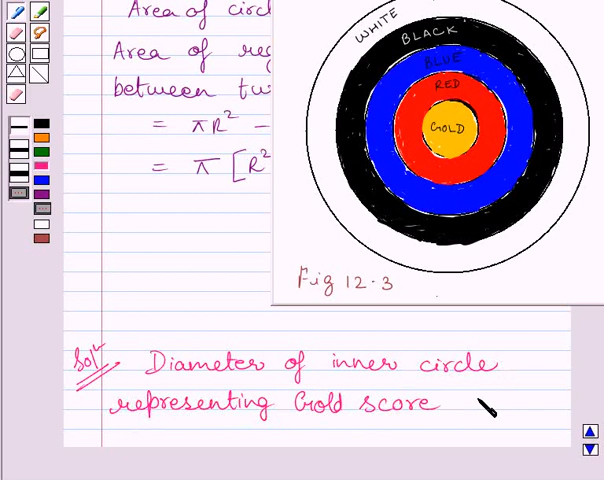 Area of circl
Area of reg
between tw
= πR² -
= π [R²
WHITE
BLACK
BLUE
RED
GOLD
Fig 12.3
Solⁿ. Diameter of inner circle
representing Gold score